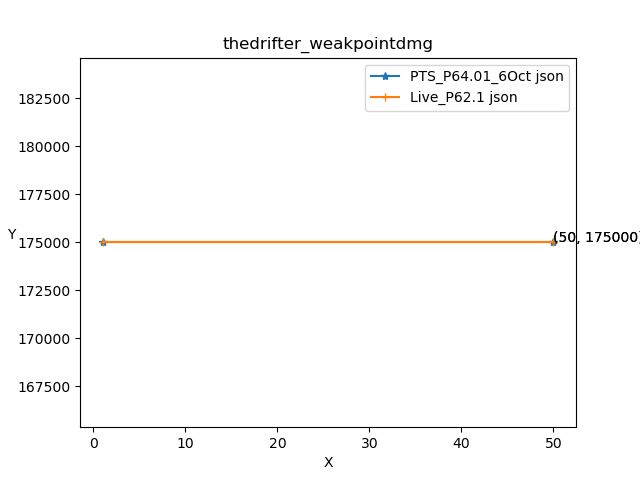 thedrifter_weakpointdmg
PTS_P64.01_6Oct json
Live_P62.1 json
182500
180000
177500
Y
175000
(50, 175000)
172500
170000
167500
0 10 20 30 40 50
X